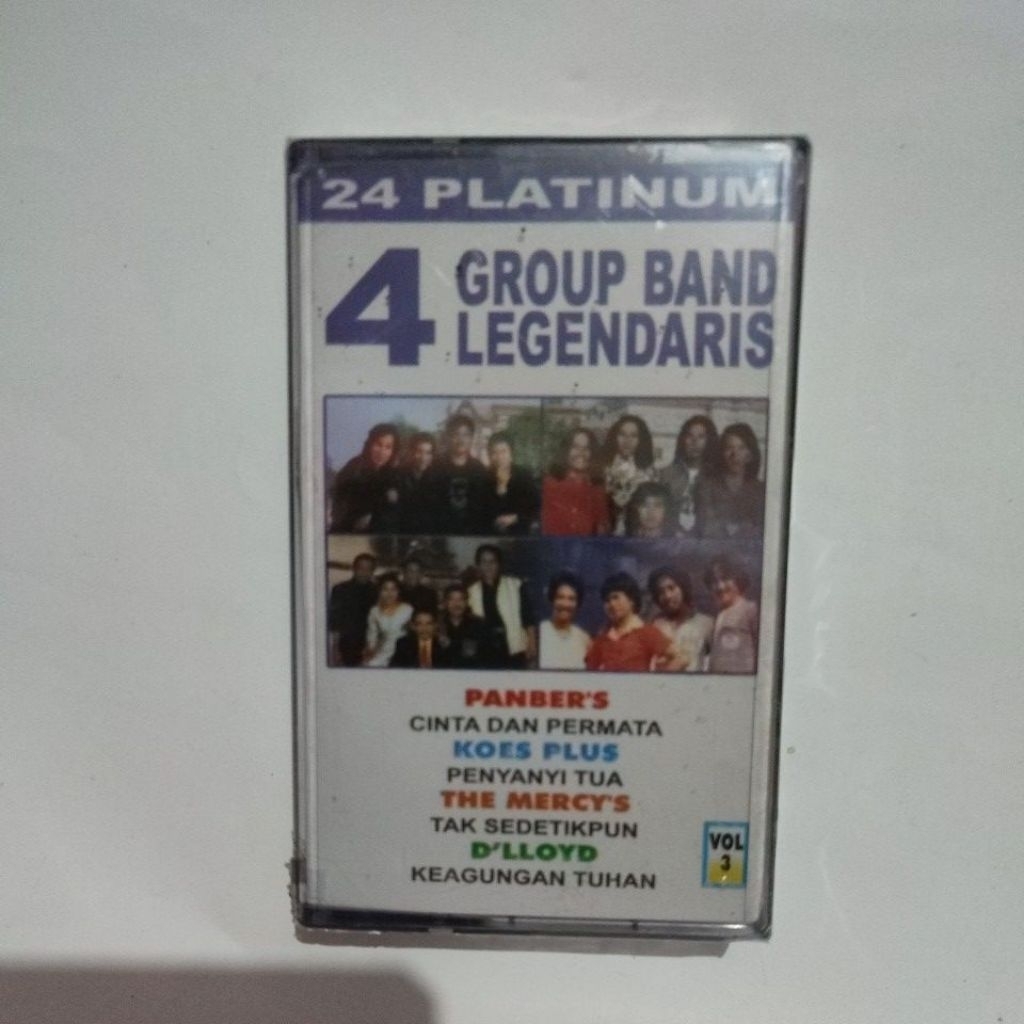 24 PLATINUM
4 GROUP BAND
LEGENDARIS
PANBER'S
CINTA DAN PERMATA
KOES PLUS
PENYANYI TUA
THE MERCY'S
TAK SEDETIKPUN
D'LLOYD
KEAGUNGAN TUHAN
VOL
3